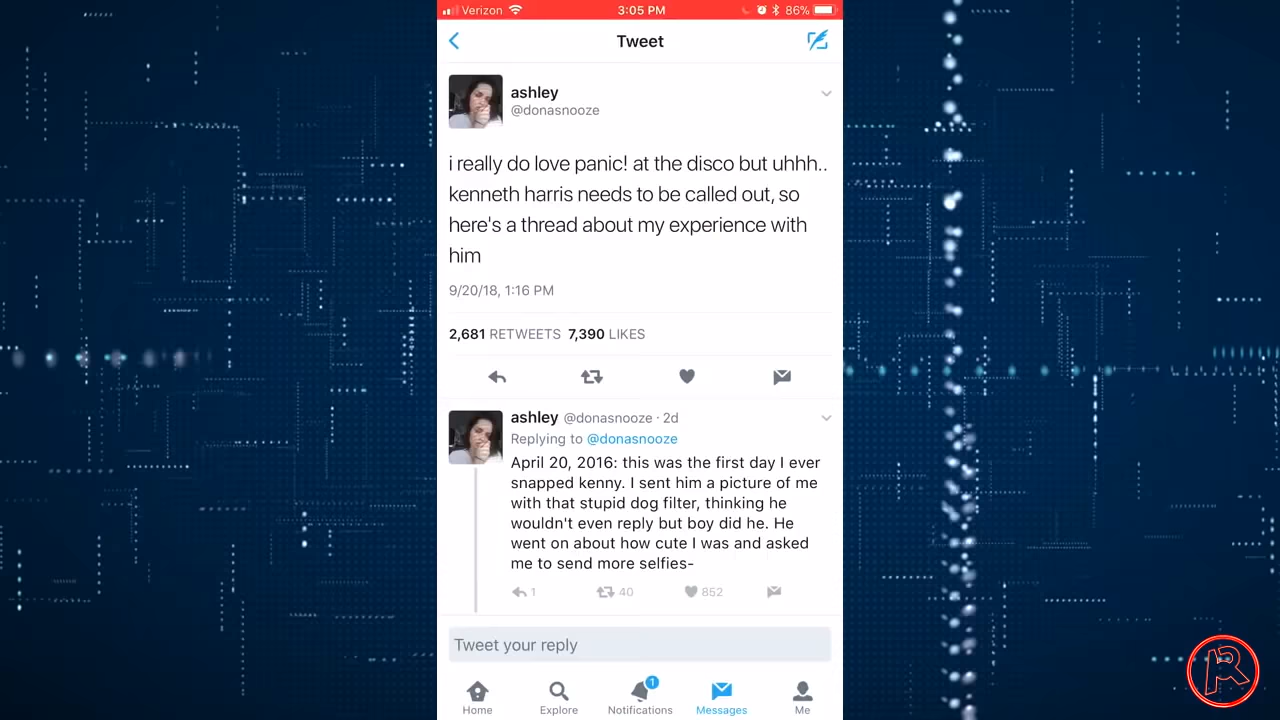 Verizon 3:05 PM 86%
Tweet
ashley
@donasnooze
i really do love panic! at the disco but uhhh..
kenneth harris needs to be called out, so
here's a thread about my experience with
him
9/20/18, 1:16 PM
2,681 RETWEETS 7,390 LIKES
ashley @donasnooze · 2d
Replying to @donasnooze
April 20, 2016: this was the first day I ever
snapped kenny. I sent him a picture of me
with that stupid dog filter, thinking he
wouldn't even reply but boy did he. He
went on about how cute I was and asked
me to send more selfies-
1 40 852
Tweet your reply
1
Home Explore Notifications Messages Me